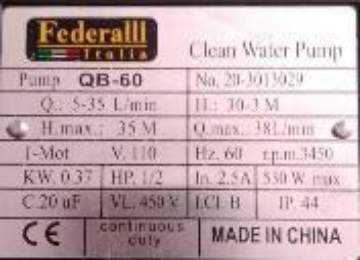 Federalll
Italia
Clean Water Pump
Pump QB-60 No. 20-3013029
Q.: 5-35 L/min H.: 30-3 M
H.max.: 35 M Q.max.: 38L/min
1-Mot V. 110 Hz. 60 r.p.m.3450
KW. 0.37 HP. 1/2 In. 2.5A 530 W max
C.20 uF VL. 450 V I.Cl. B IP. 44
CE continuous duty MADE IN CHINA